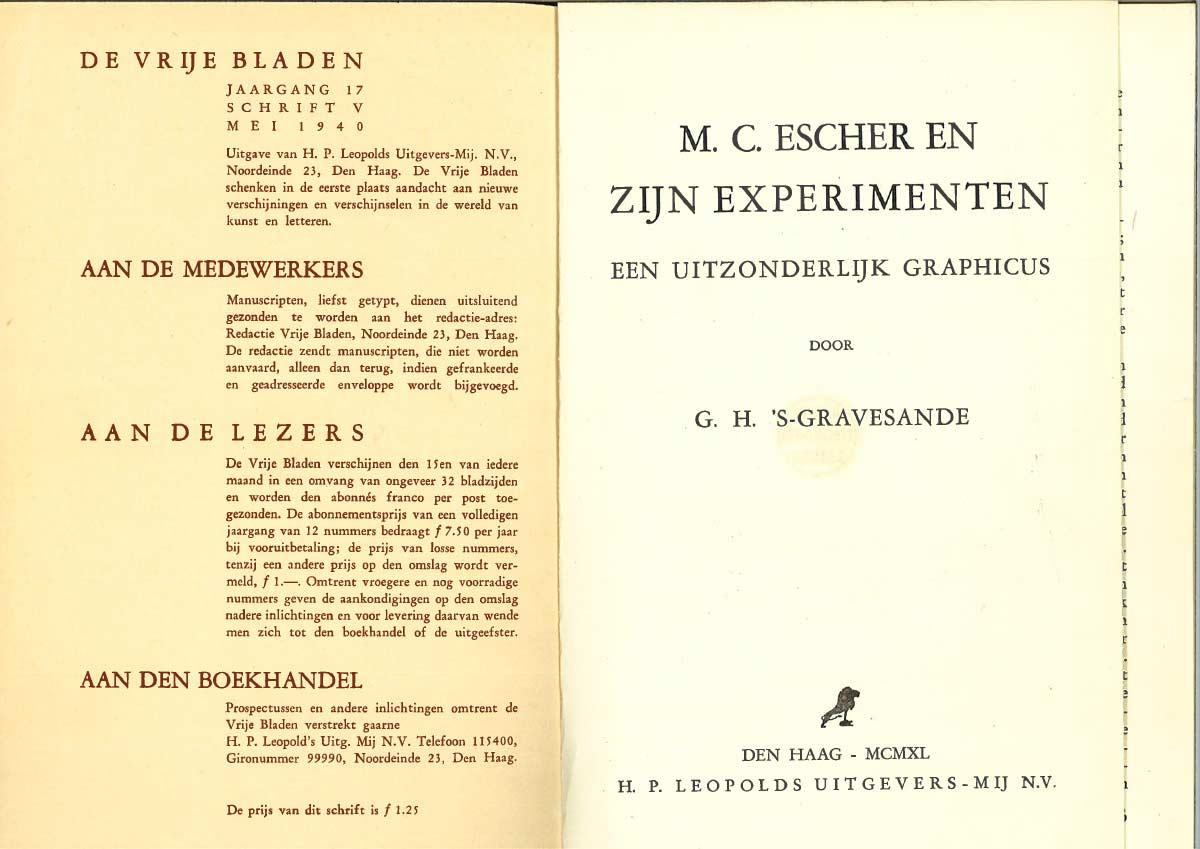 DE VRIJE BLADEN
JAARGANG 17
SCHRIFT V
MEI 1940
Uitgave van H. P. Leopolds Uitgevers-Mij. N.V.,
Noordeinde 23, Den Haag. De Vrije Bladen
schenken in de eerste plaats aandacht aan nieuwe
verschijningen en verschijnselen in de wereld van
kunst en letteren.
AAN DE MEDEWERKERS
Manuscripten, liefst getypt, dienen uitsluitend
gezonden te worden aan het redactie-adres:
Redactie Vrije Bladen, Noordeinde 23, Den Haag.
De redactie zendt manuscripten, die niet worden
aanvaard, alleen dan terug, indien gefrankeerde
en geadresseerde enveloppe wordt bijgevoegd.
AAN DE LEZERS
De Vrije Bladen verschijnen den 15en van iedere
maand in een omvang van ongeveer 32 bladzijden
en worden den abonnés franco per post toe-
gezonden. De abonnementsprijs van een volledigen
jaargang van 12 nummers bedraagt f 7.50 per jaar
bij vooruitbetaling; de prijs van losse nummers,
tenzij een andere prijs op den omslag wordt ver-
meld, f 1.—. Omtrent vroegere en nog voorradige
nummers geven de aankondigingen op den omslag
nadere inlichtingen en voor levering daarvan wende
men zich tot den boekhandel of de uitgeefster.
AAN DEN BOEKHANDEL
Prospectussen en andere inlichtingen omtrent de
Vrije Bladen verstrekt gaarne
H. P. Leopold's Uitg. Mij N.V. Telefoon 115400,
Gironummer 99990, Noordeinde 23, Den Haag.
De prijs van dit schrift is f 1.25
M. C. ESCHER EN
ZIJN EXPERIMENTEN
EEN UITZONDERLIJK GRAPHICUS
DOOR
G. H. 'S-GRAVESANDE
DEN HAAG - MCMXL
H. P. LEOPOLDS UITGEVERS-MIJ N.V.